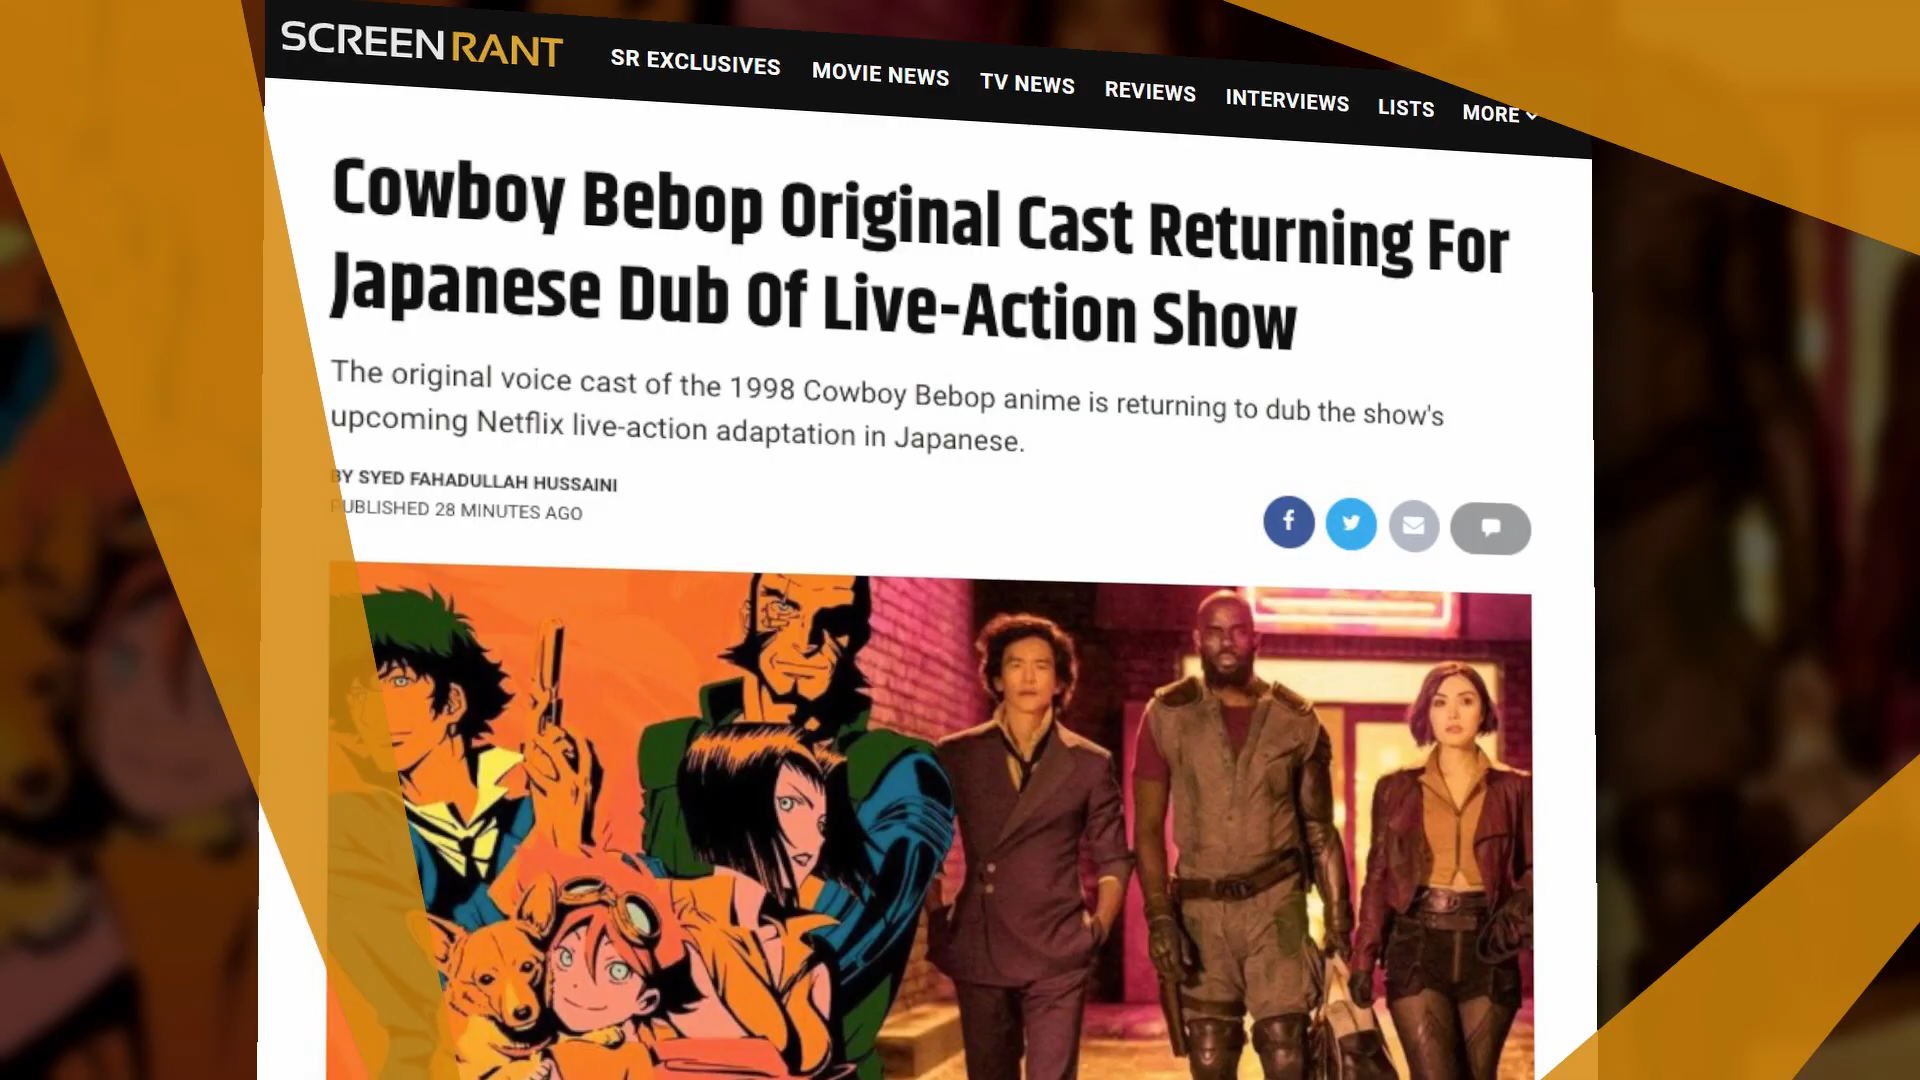 SCREENRANT
SR EXCLUSIVES MOVIE NEWS TV NEWS REVIEWS INTERVIEWS LISTS MORE
Cowboy Bebop Original Cast Returning For
Japanese Dub Of Live-Action Show
The original voice cast of the 1998 Cowboy Bebop anime is returning to dub the show's
upcoming Netflix live-action adaptation in Japanese.
BY SYED FAHADULLAH HUSSAINI
PUBLISHED 28 MINUTES AGO